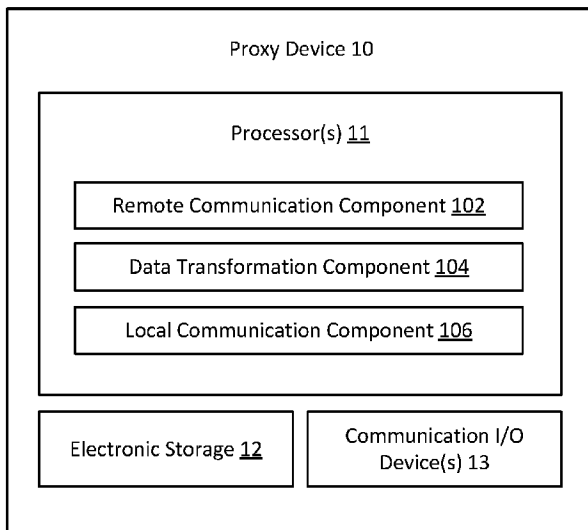 Proxy Device 10
Processor(s) 11
Remote Communication Component 102
Data Transformation Component 104
Local Communication Component 106
Electronic Storage 12
Communication I/O
Device(s) 13